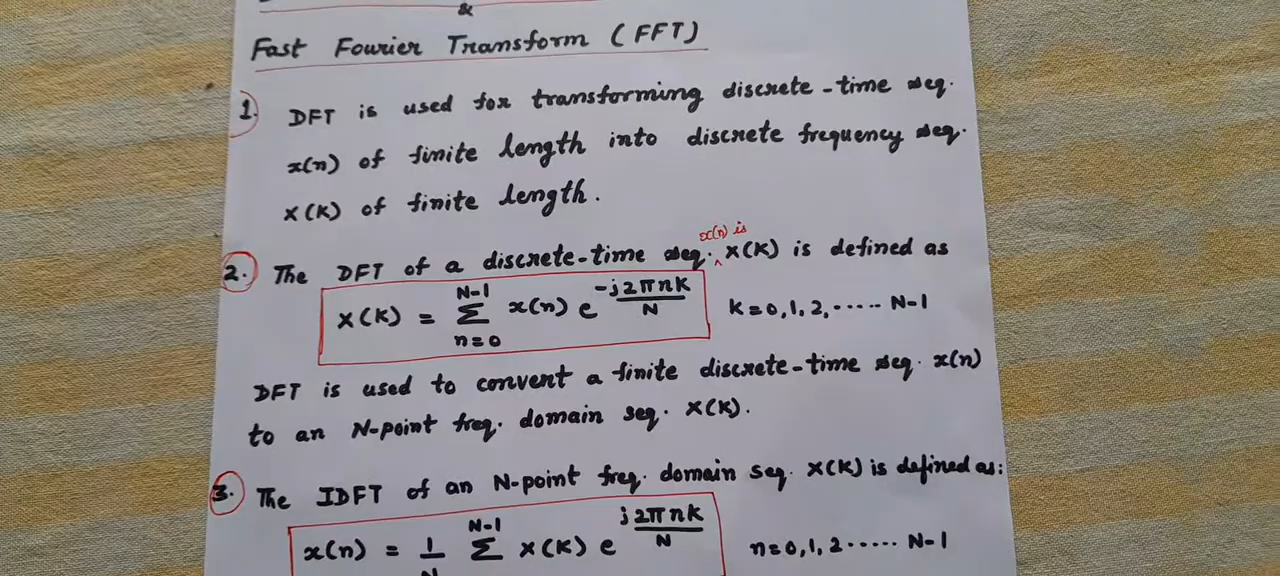 &
Fast Fourier Transform (FFT)
1. DFT is used for transforming discrete-time seq.
x(n) of finite length into discrete frequency seq.
X(K) of finite length.
x(n) is
2. The DFT of a discrete-time seq. ^ X(K) is defined as
X(K) = N-1 Σ n=0 x(n) e -j2πnK/N K=0,1,2,..... N-1
DFT is used to convert a finite discrete-time seq. x(n)
to an N-point freq. domain seq. X(K).
3. The IDFT of an N-point freq. domain seq. X(K) is defined as:
x(n) = 1/N N-1 Σ X(K) e j2πnK/N n=0,1,2..... N-1